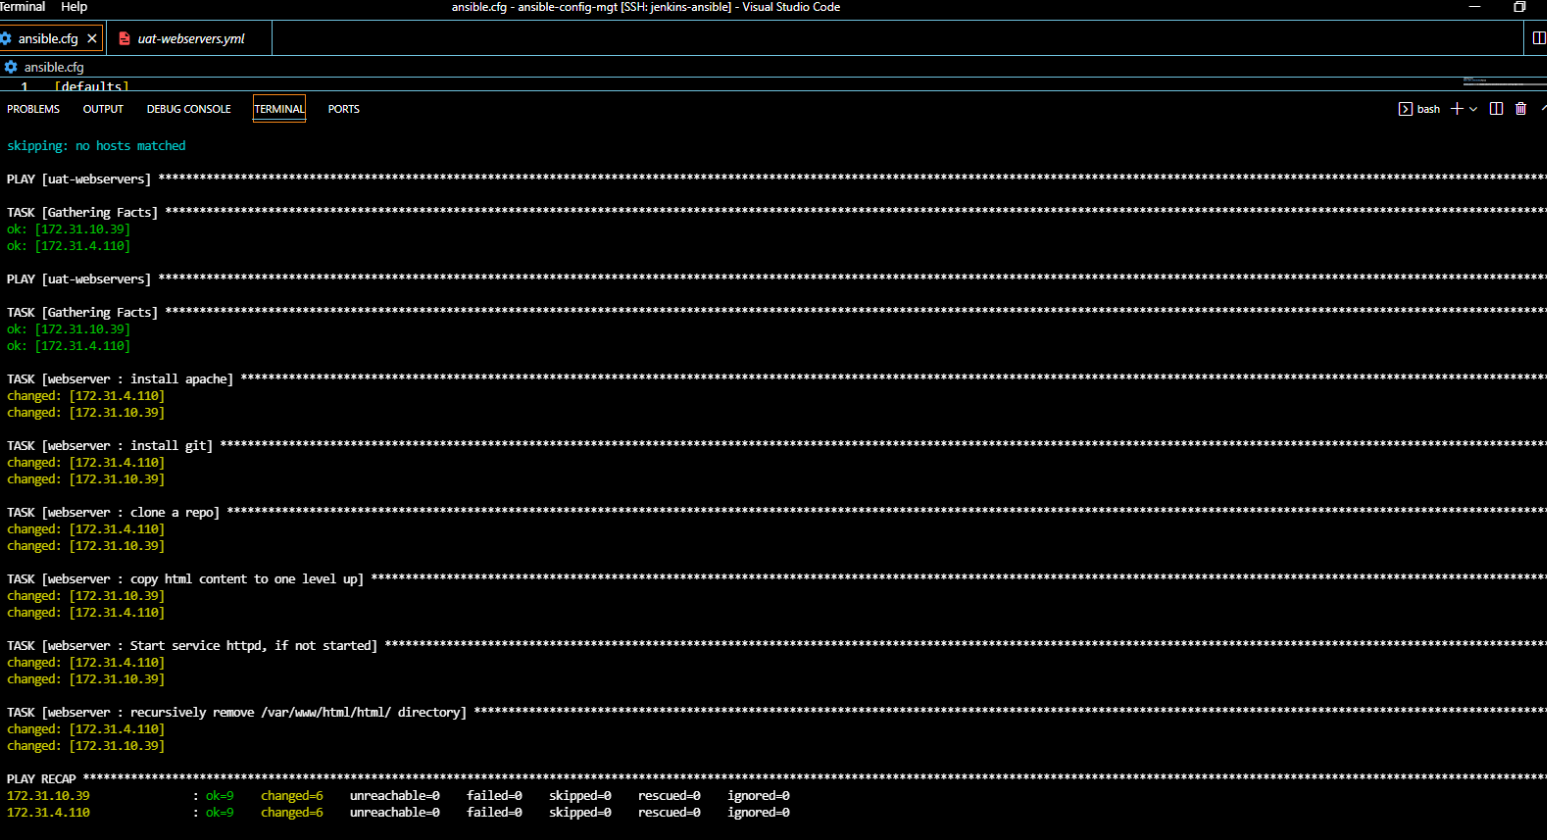 Terminal Help ansible.cfg - ansible-config-mgt [SSH: jenkins-ansible] - Visual Studio Code
ansible.cfg uat-webservers.yml
ansible.cfg
1 [defaults]
PROBLEMS OUTPUT DEBUG CONSOLE TERMINAL PORTS bash
skipping: no hosts matched
PLAY [uat-webservers] ********************************************************************************
TASK [Gathering Facts] ********************************************************************************
ok: [172.31.10.39]
ok: [172.31.4.110]
PLAY [uat-webservers] ********************************************************************************
TASK [Gathering Facts] ********************************************************************************
ok: [172.31.10.39]
ok: [172.31.4.110]
TASK [webserver : install apache] ********************************************************************************
changed: [172.31.4.110]
changed: [172.31.10.39]
TASK [webserver : install git] ********************************************************************************
changed: [172.31.4.110]
changed: [172.31.10.39]
TASK [webserver : clone a repo] ********************************************************************************
changed: [172.31.4.110]
changed: [172.31.10.39]
TASK [webserver : copy html content to one level up] ********************************************************************************
changed: [172.31.10.39]
changed: [172.31.4.110]
TASK [webserver : Start service httpd, if not started] ********************************************************************************
changed: [172.31.4.110]
changed: [172.31.10.39]
TASK [webserver : recursively remove /var/www/html/html/ directory] ********************************************************************************
changed: [172.31.4.110]
changed: [172.31.10.39]
PLAY RECAP ********************************************************************************
172.31.10.39 : ok=9 changed=6 unreachable=0 failed=0 skipped=0 rescued=0 ignored=0
172.31.4.110 : ok=9 changed=6 unreachable=0 failed=0 skipped=0 rescued=0 ignored=0